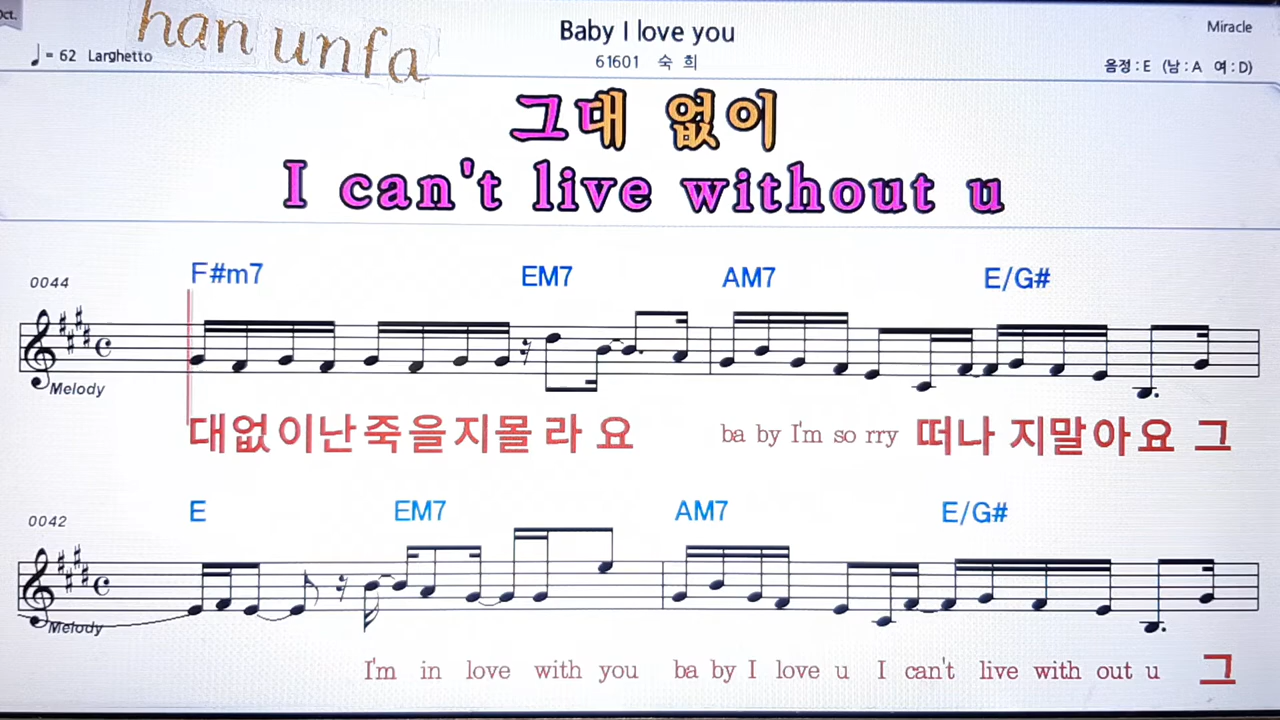 Oct.
han unfa
Baby I love you
Miracle
♩ = 62 Larghetto
61601 숙 희
음정 : E (남 : A 여 : D)
그대 없이
I can't live without u
0044
F#m7 EM7 AM7 E/G#
Melody
대없이난죽을지몰라요 ba by I'm so rry 떠나 지말아요 그
0042
E EM7 AM7 E/G#
Melody
I'm in love with you ba by I love u I can't live with out u 그